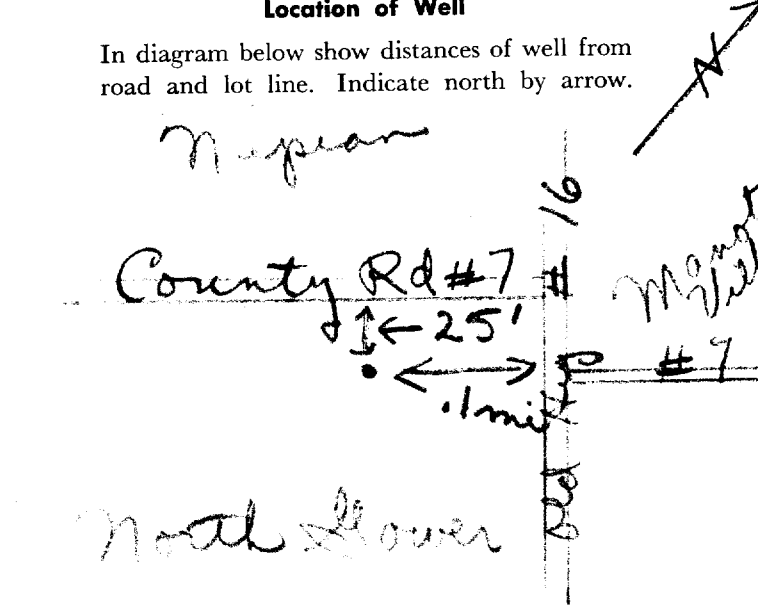 Location of Well
In diagram below show distances of well from
road and lot line. Indicate north by arrow.
N
Nepean
16
County Rd #7
#
25'
#7
.1 mi
Rd
North Gower